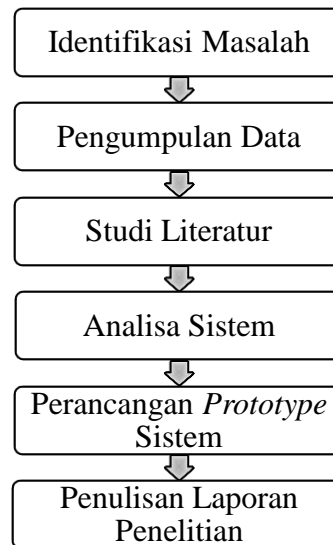 Identifikasi Masalah
Pengumpulan Data
Studi Literatur
Analisa Sistem
Perancangan Prototype
Sistem
Penulisan Laporan
Penelitian